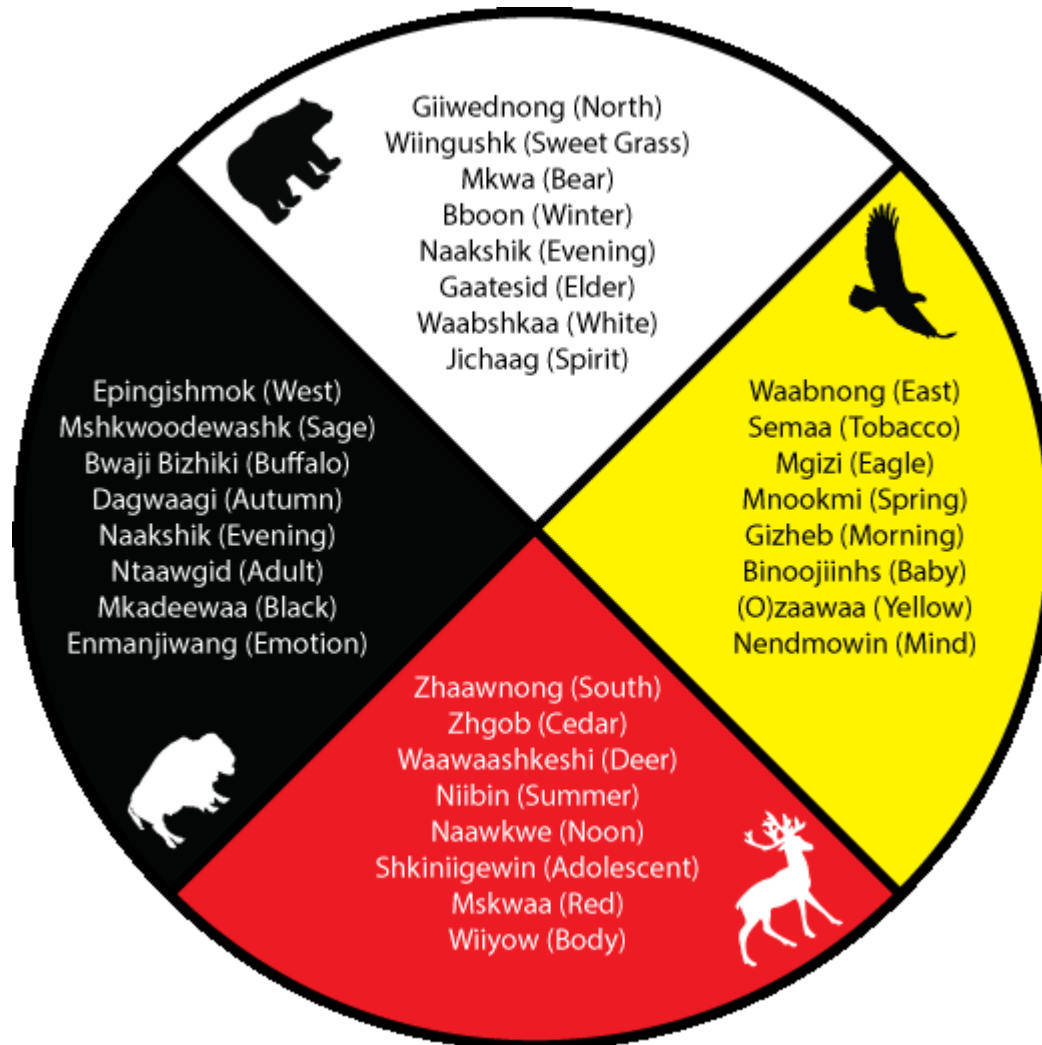 Giiwednong (North)
Wiingushk (Sweet Grass)
Mkwa (Bear)
Bboon (Winter)
Naakshik (Evening)
Gaatesid (Elder)
Waabshkaa (White)
Jichaag (Spirit)
Waabnong (East)
Semaa (Tobacco)
Mgizi (Eagle)
Mnookmi (Spring)
Gizheb (Morning)
Binoojiinhs (Baby)
(O)zaawaa (Yellow)
Nendmowin (Mind)
Zhaawnong (South)
Zhgob (Cedar)
Waawaashkeshi (Deer)
Niibin (Summer)
Naawkwe (Noon)
Shkiniigewin (Adolescent)
Mskwaa (Red)
Wiiyow (Body)
Epingishmok (West)
Mshkwoodewashk (Sage)
Bwaji Bizhiki (Buffalo)
Dagwaagi (Autumn)
Naakshik (Evening)
Ntaawgid (Adult)
Mkadeewaa (Black)
Enmanjiwang (Emotion)